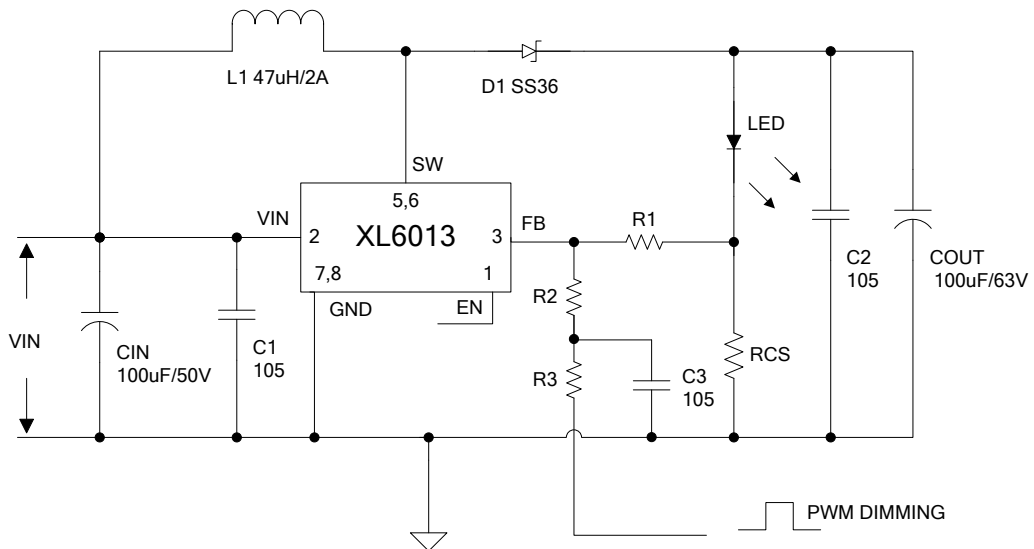 L1 47uH/2A
D1 SS36
LED
SW
5,6
VIN
2
XL6013
3
FB
R1
7,8
1
GND
EN
R2
C2
105
COUT
100uF/63V
VIN
CIN
100uF/50V
C1
105
R3
C3
105
RCS
PWM DIMMING